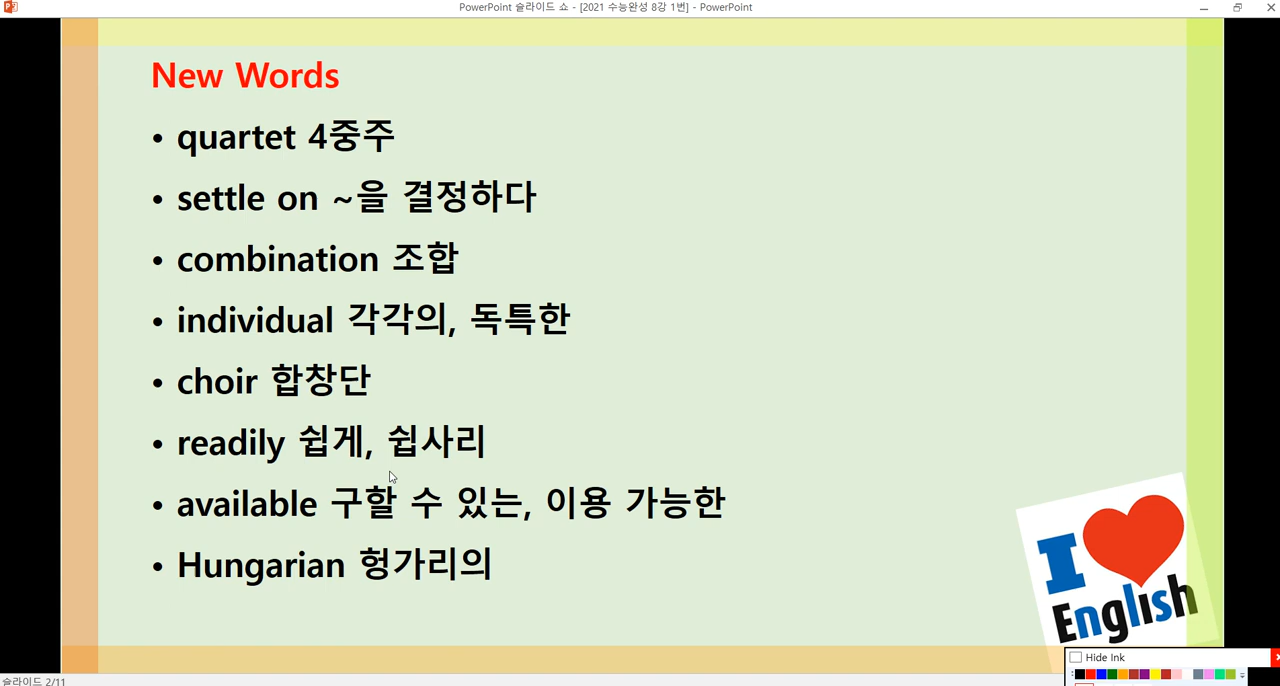 PowerPoint 슬라이드 쇼 - [2021 수능완성 8강 1번] - PowerPoint
New Words
• quartet 4중주
• settle on ~을 결정하다
• combination 조합
• individual 각각의, 독특한
• choir 합창단
• readily 쉽게, 쉽사리
• available 구할 수 있는, 이용 가능한
• Hungarian 헝가리의
I
English
Hide Ink
슬라이드 2/11